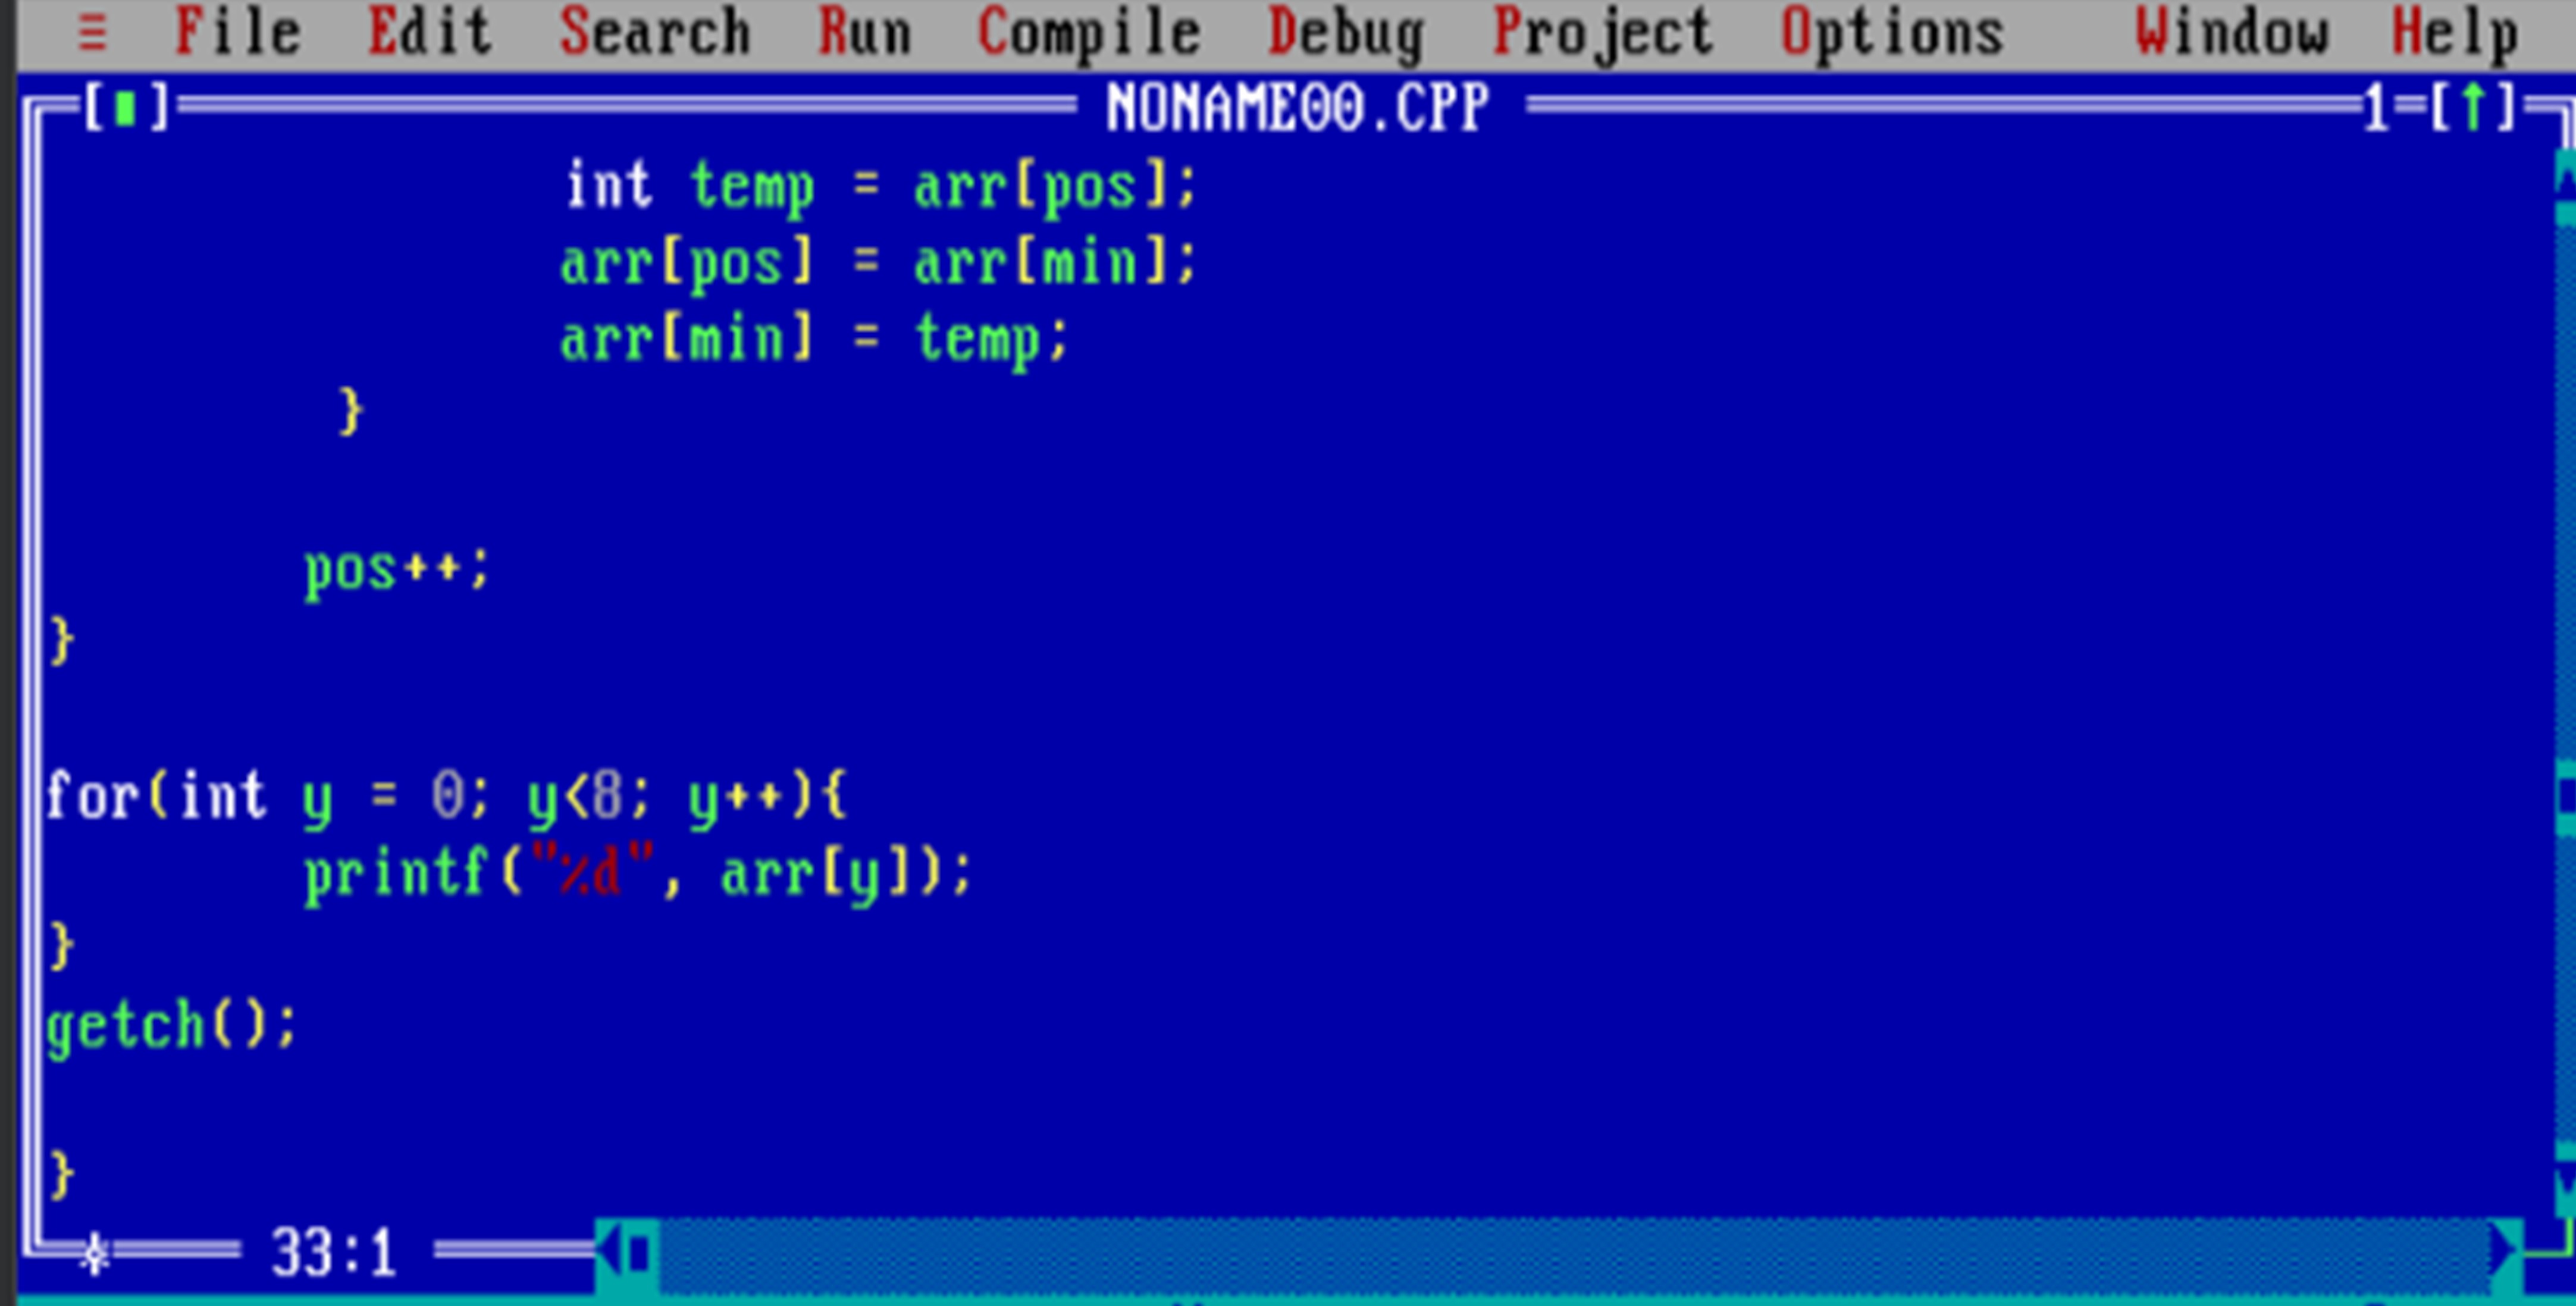 ≡ File Edit Search Run Compile Debug Project Options Window Help
[■] NONAME00.CPP 1=[↑]
int temp = arr[pos];
arr[pos] = arr[min];
arr[min] = temp;
}
pos++;
}
for(int y = 0; y<8; y++){
printf("%d", arr[y]);
}
getch();
}
33:1